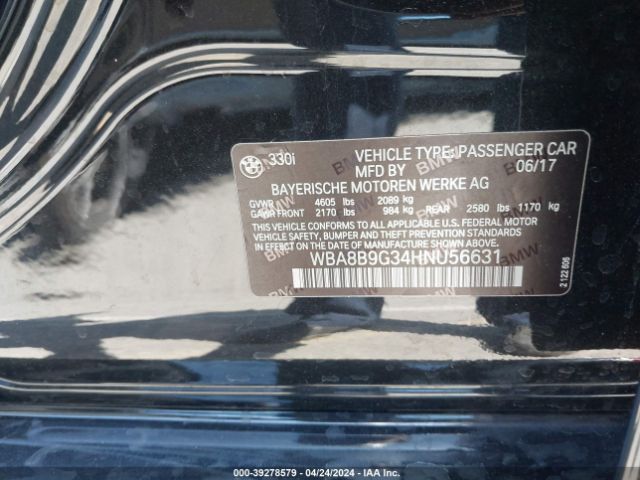 330i VEHICLE TYPE: PASSENGER CAR
MFD BY 06/17
BAYERISCHE MOTOREN WERKE AG
GVWR 4605 lbs 2089 kg
GAWR FRONT 2170 lbs 984 kg REAR 2580 lbs 1170 kg
THIS VEHICLE CONFORMS TO ALL APPLICABLE U.S. FEDERAL MOTOR
VEHICLE SAFETY, BUMPER AND THEFT PREVENTION STANDARDS
IN EFFECT ON THE DATE OF MANUFACTURE SHOWN ABOVE.
WBA8B9G34HNU56631
2 122 606
000-39278579 - 04/24/2024 - IAA Inc.